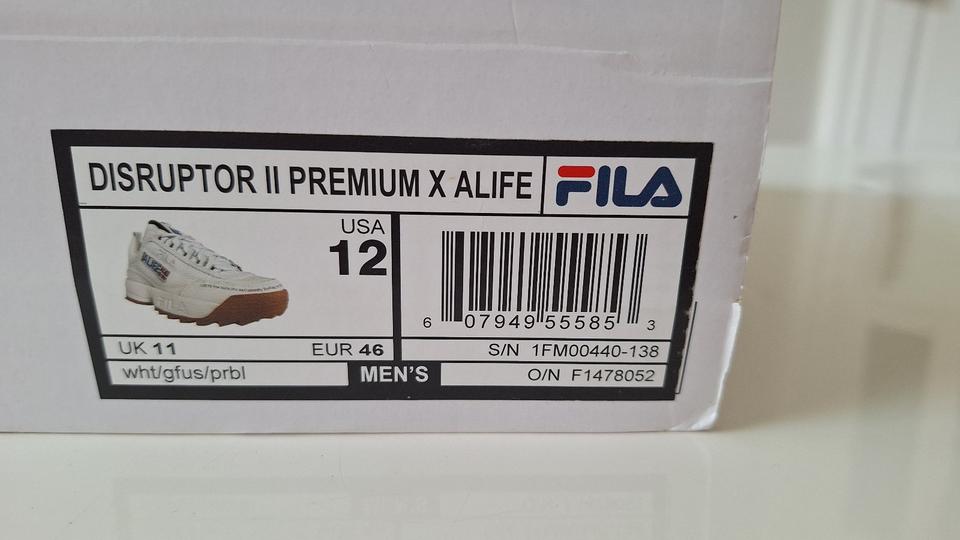 DISRUPTOR II PREMIUM X ALIFE
FILA
USA
12
6 07949 55585 3
UK 11
EUR 46
S/N 1FM00440-138
wht/gfus/prbl
MEN'S
O/N F1478052
FILA